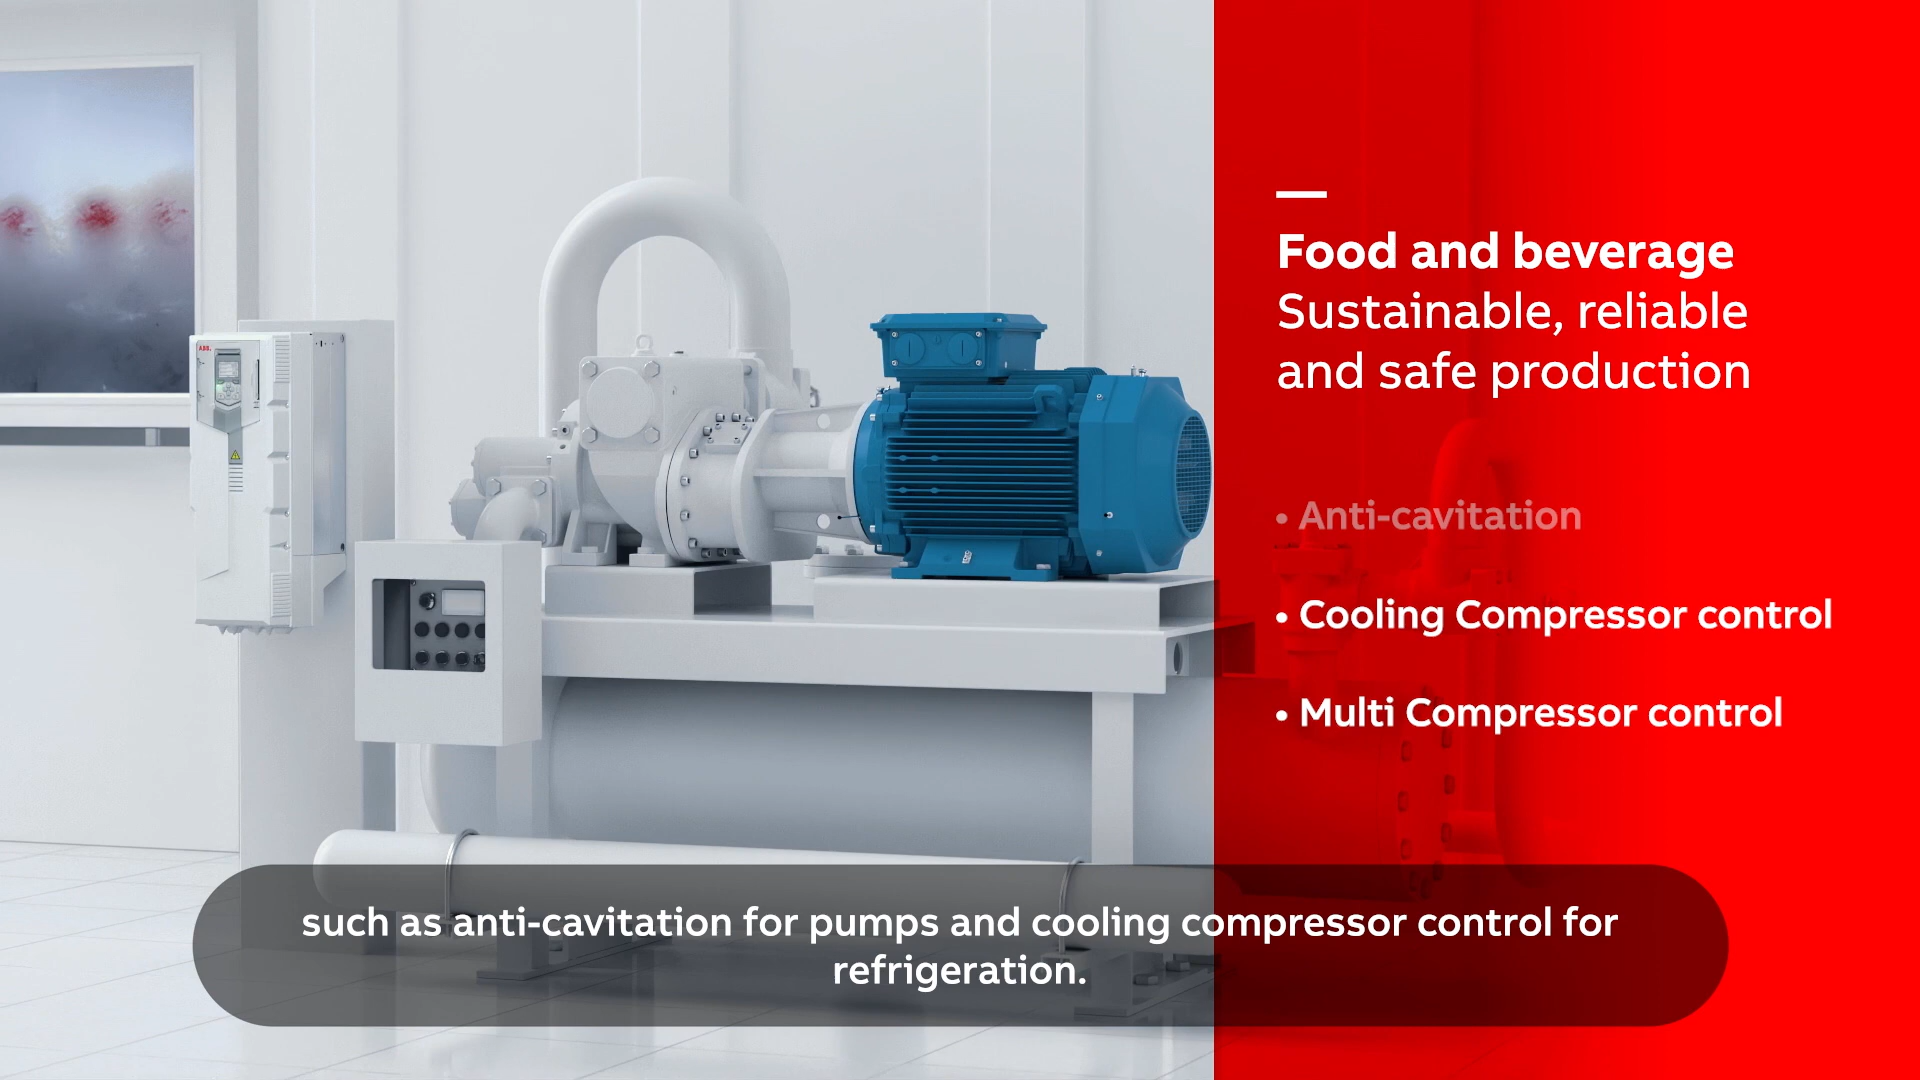 ABB
Food and beverage
Sustainable, reliable
and safe production
• Anti-cavitation
• Cooling Compressor control
• Multi Compressor control
such as anti-cavitation for pumps and cooling compressor control for
refrigeration.